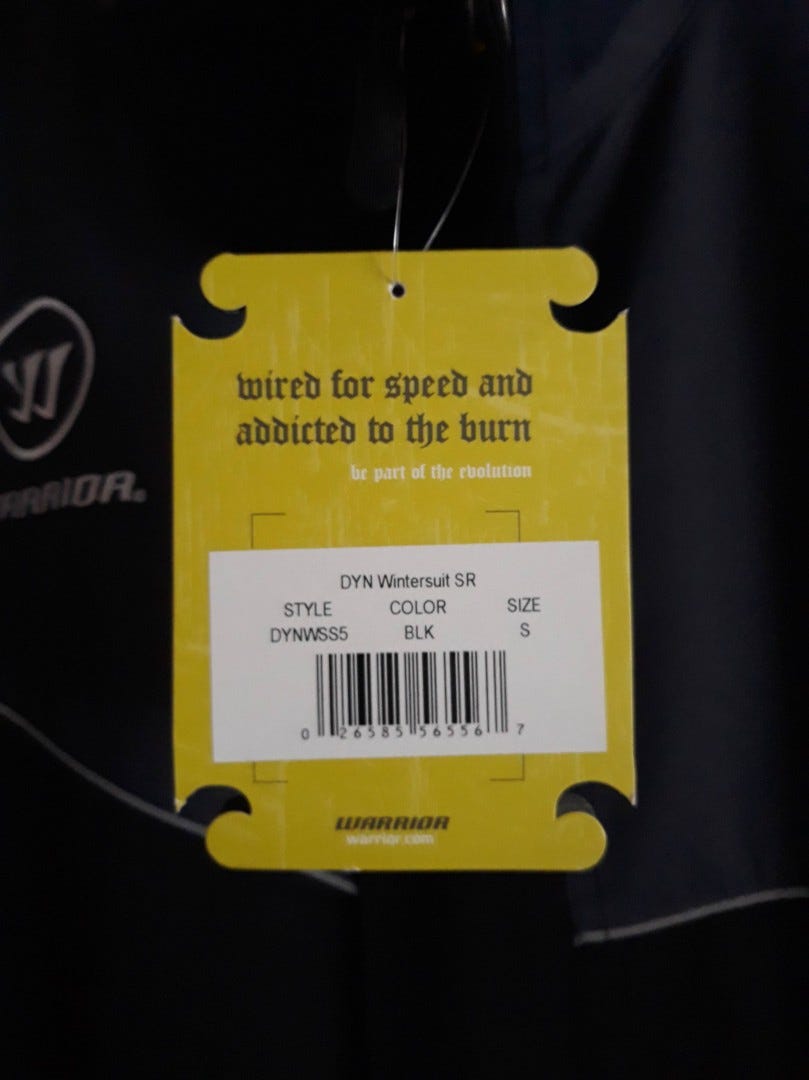 wired for speed and
addicted to the burn
be part of the evolution
WARRIOR.
DYN Wintersuit SR
STYLE COLOR SIZE
DYNWSS5 BLK S
0 26585 56556 7
WARRIOR
warrior.com